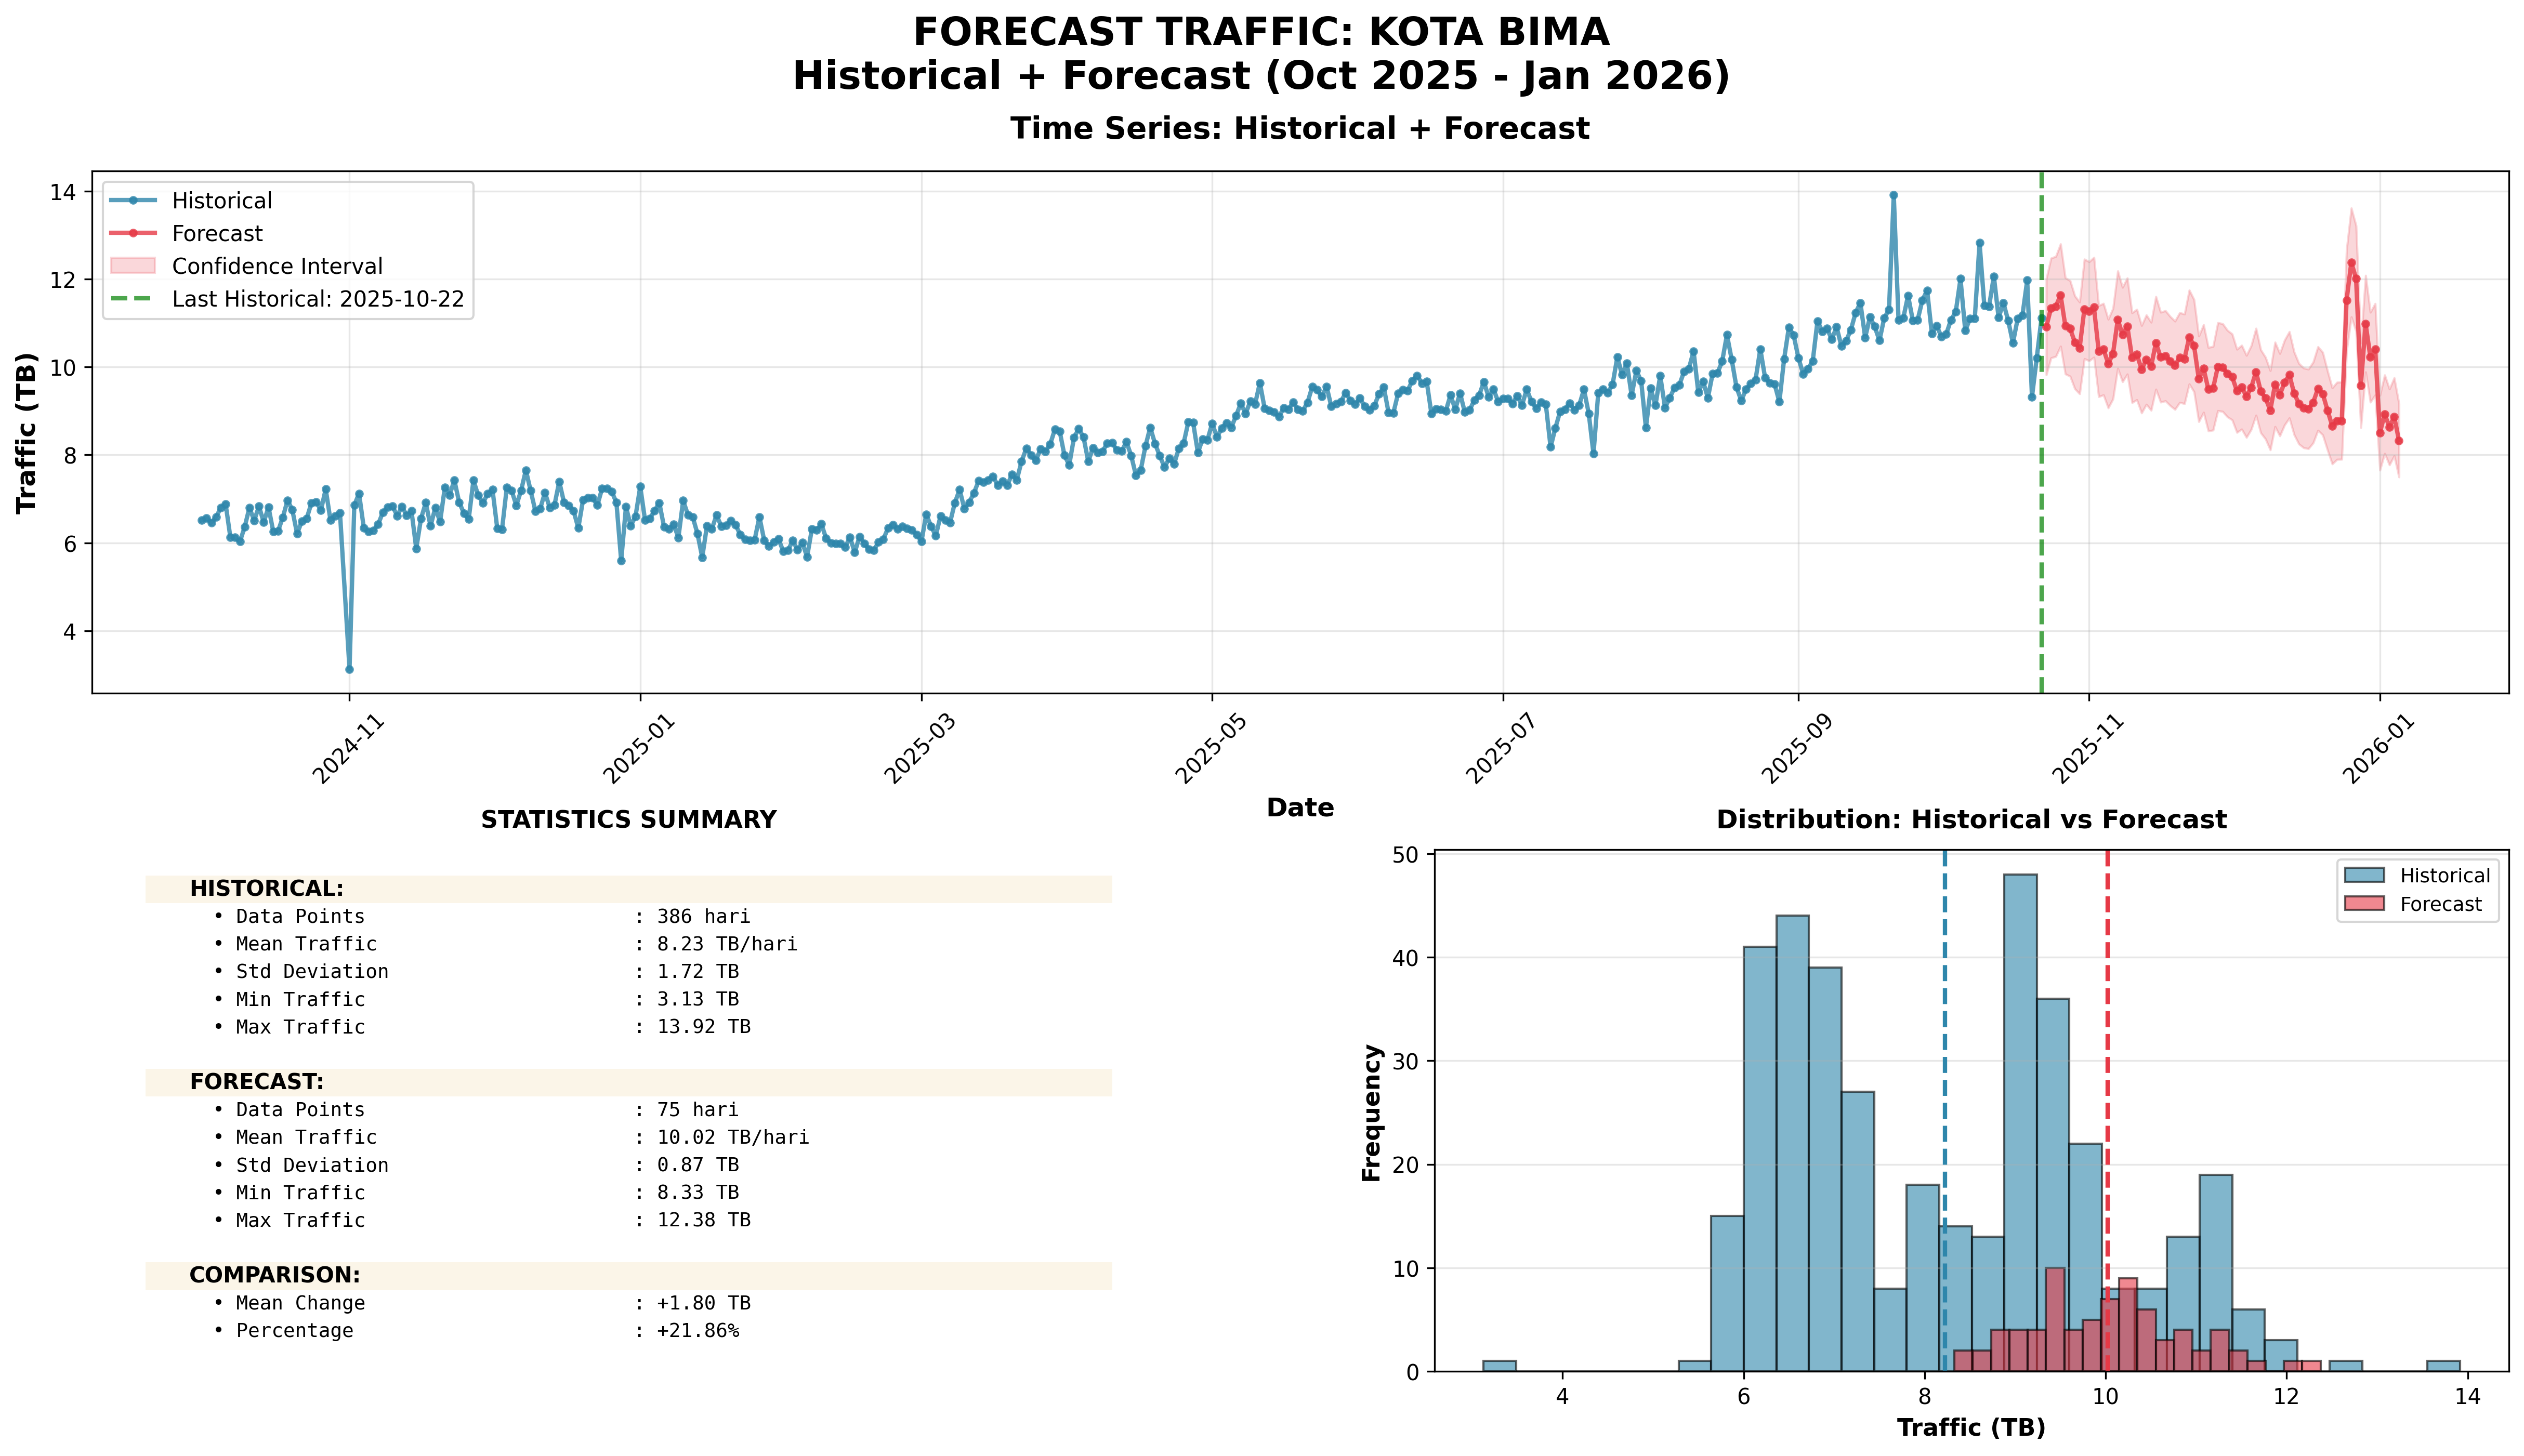 FORECAST TRAFFIC: KOTA BIMA
Historical + Forecast (Oct 2025 - Jan 2026)
Time Series: Historical + Forecast
Traffic (TB)
14
12
10
8
6
4
Historical
Forecast
Confidence Interval
Last Historical: 2025-10-22
2024-11
2025-01
2025-03
2025-05
2025-07
2025-09
2025-11
2026-01
Date
STATISTICS SUMMARY
HISTORICAL:
• Data Points : 386 hari
• Mean Traffic : 8.23 TB/hari
• Std Deviation : 1.72 TB
• Min Traffic : 3.13 TB
• Max Traffic : 13.92 TB
FORECAST:
• Data Points : 75 hari
• Mean Traffic : 10.02 TB/hari
• Std Deviation : 0.87 TB
• Min Traffic : 8.33 TB
• Max Traffic : 12.38 TB
COMPARISON:
• Mean Change : +1.80 TB
• Percentage : +21.86%
Distribution: Historical vs Forecast
Frequency
50
40
30
20
10
0
Historical
Forecast
4
6
8
10
12
14
Traffic (TB)